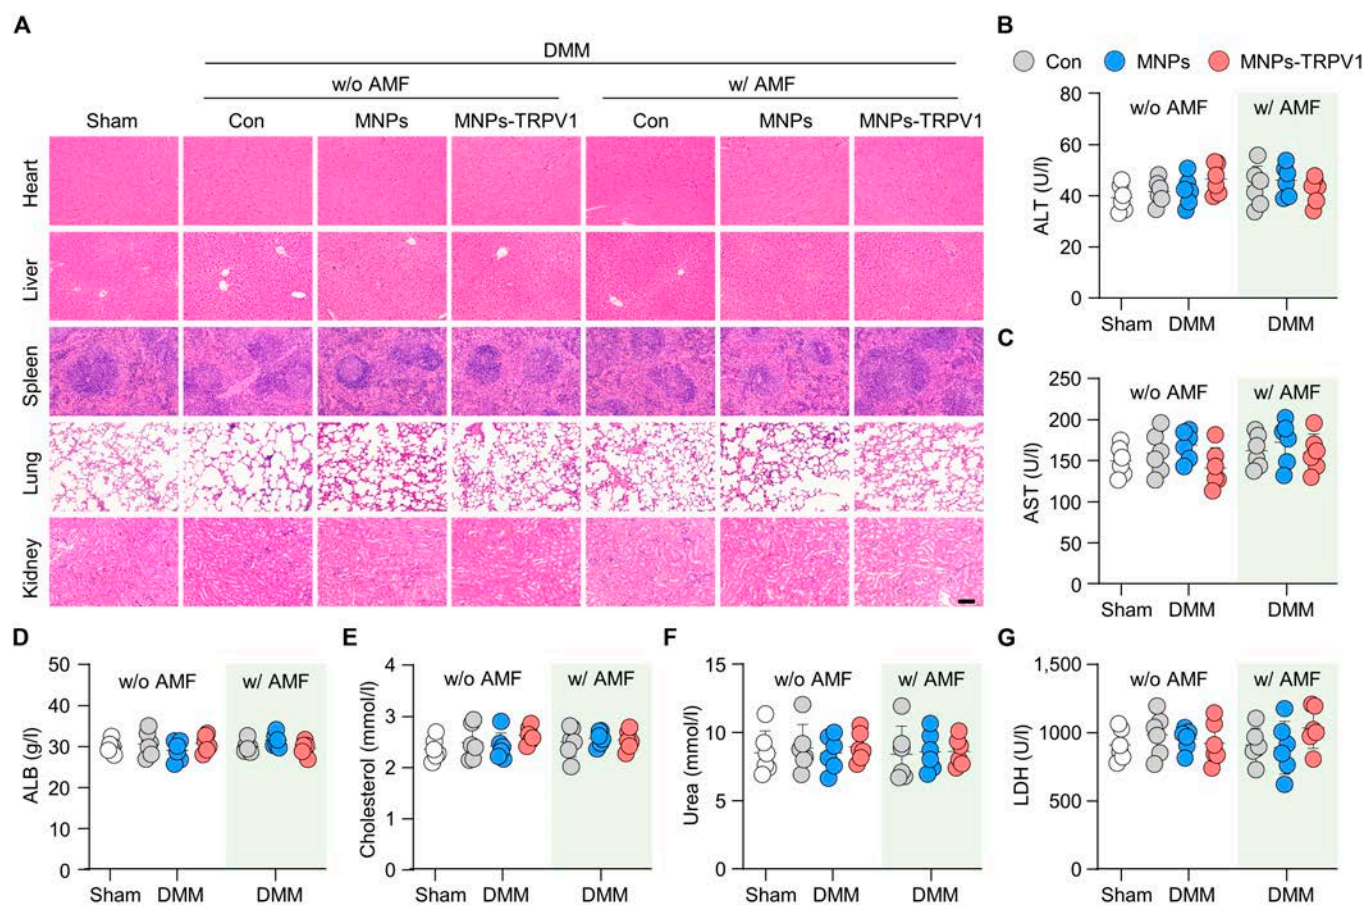 A
DMM
w/o AMF
w/ AMF
Sham
Con
MNPs
MNPs-TRPV1
Con
MNPs
MNPs-TRPV1
Heart
Liver
Spleen
Lung
Kidney
B
Con
MNPs
MNPs-TRPV1
80
60
40
20
0
ALT (U/l)
w/o AMF
w/ AMF
Sham
DMM
DMM
C
250
200
150
100
50
0
AST (U/l)
w/o AMF
w/ AMF
Sham
DMM
DMM
D
50
40
30
20
10
0
ALB (g/l)
w/o AMF
w/ AMF
Sham
DMM
DMM
E
4
3
2
1
0
Cholesterol (mmol/l)
w/o AMF
w/ AMF
Sham
DMM
DMM
F
15
10
5
0
Urea (mmol/l)
w/o AMF
w/ AMF
Sham
DMM
DMM
G
1,500
1000
500
0
LDH (U/l)
w/o AMF
w/ AMF
Sham
DMM
DMM